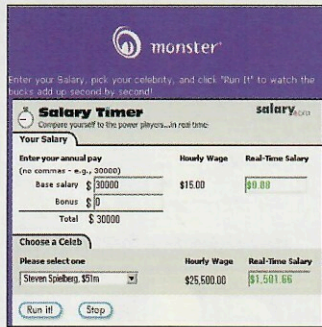 monster
Enter your Salary, pick your celebrity, and click "Run It!" to watch the
bucks add up second by second!
Salary Timer
salary.com
Compare yourself to the power players...in real time
Your Salary
Enter your annual pay Hourly Wage Real-Time Salary
(no commas - e.g., 30000)
Base salary $ 30000 $15.00 $0.88
Bonus $ 0
Total $ 30000
Choose a Celeb
Please select one Hourly Wage Real-Time Salary
Steven Spielberg, $51m $25,500.00 $1,501.66
Run it! Stop